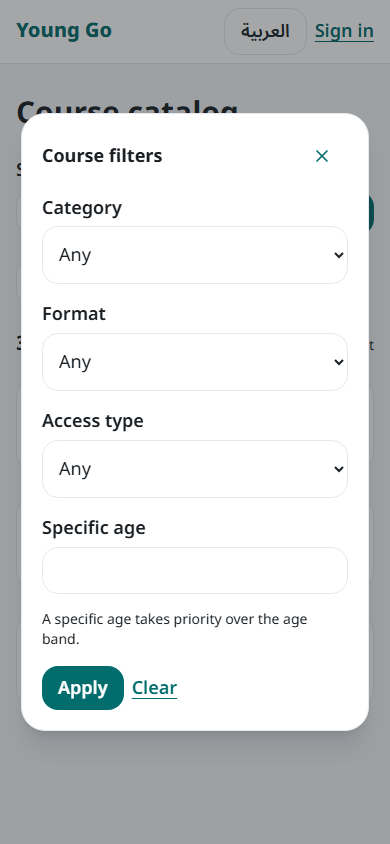 Young Go
العربية
Sign in
Course catalog
Course filters
Category
Any
Format
Any
Access type
Any
Specific age
A specific age takes priority over the age
band.
Apply
Clear